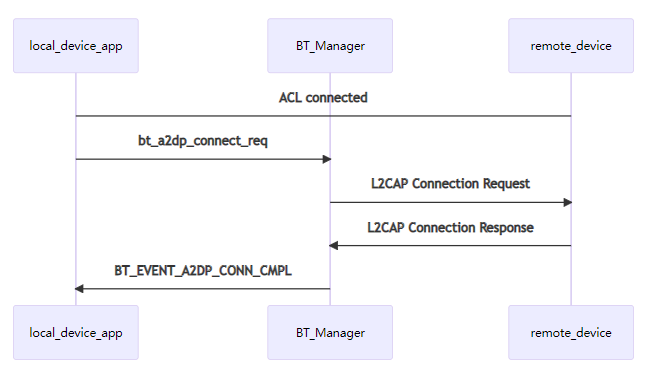 local_device_app
BT_Manager
remote_device
ACL connected
bt_a2dp_connect_req
L2CAP Connection Request
L2CAP Connection Response
BT_EVENT_A2DP_CONN_CMPL
local_device_app
BT_Manager
remote_device